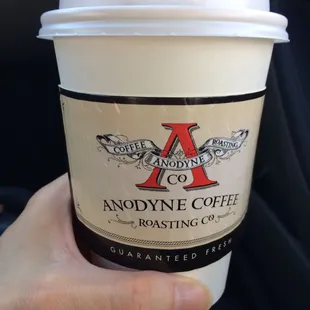 COFFEE ROASTING
A
ANODYNE
CO
ANODYNE COFFEE
ROASTING CO
GUARANTEED FRESH